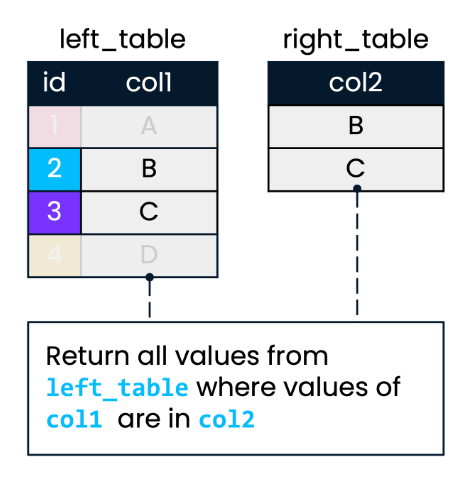 left_table right_table
id col1 col2
1 A B
2 B C
3 C
4 D
Return all values from
left_table where values of
col1 are in col2